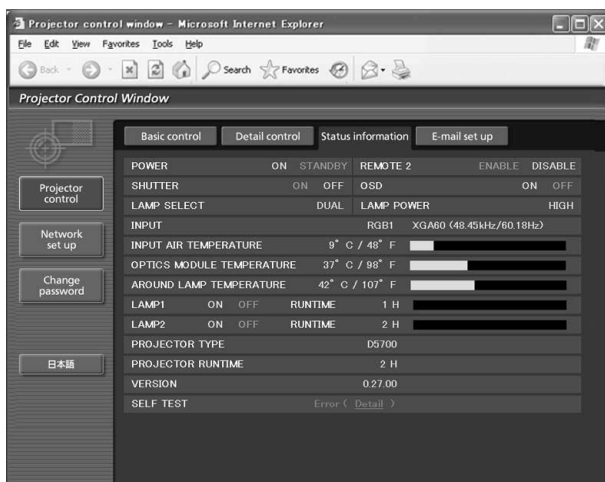 Projector control window - Microsoft Internet Explorer
File Edit View Favorites Tools Help
Back Search Favorites
Projector Control Window
Basic control Detail control Status information E-mail set up
Projector control
Network set up
Change password
日本語
POWER ON STANDBY REMOTE 2 ENABLE DISABLE
SHUTTER ON OFF OSD ON OFF
LAMP SELECT DUAL LAMP POWER HIGH
INPUT RGB1 XGA60 (48.45kHz/60.18Hz)
INPUT AIR TEMPERATURE 9° C / 48° F
OPTICS MODULE TEMPERATURE 37° C / 98° F
AROUND LAMP TEMPERATURE 42° C / 107° F
LAMP1 ON OFF RUNTIME 1 H
LAMP2 ON OFF RUNTIME 2 H
PROJECTOR TYPE D5700
PROJECTOR RUNTIME 2 H
VERSION 0.27.00
SELF TEST Error ( Detail )